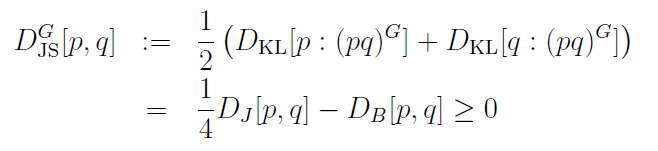 D^G_JS[p, q] := 1/2 (D_KL[p : (pq)^G] + D_KL[q : (pq)^G])
= 1/4 D_J[p, q] − D_B[p, q] ≥ 0